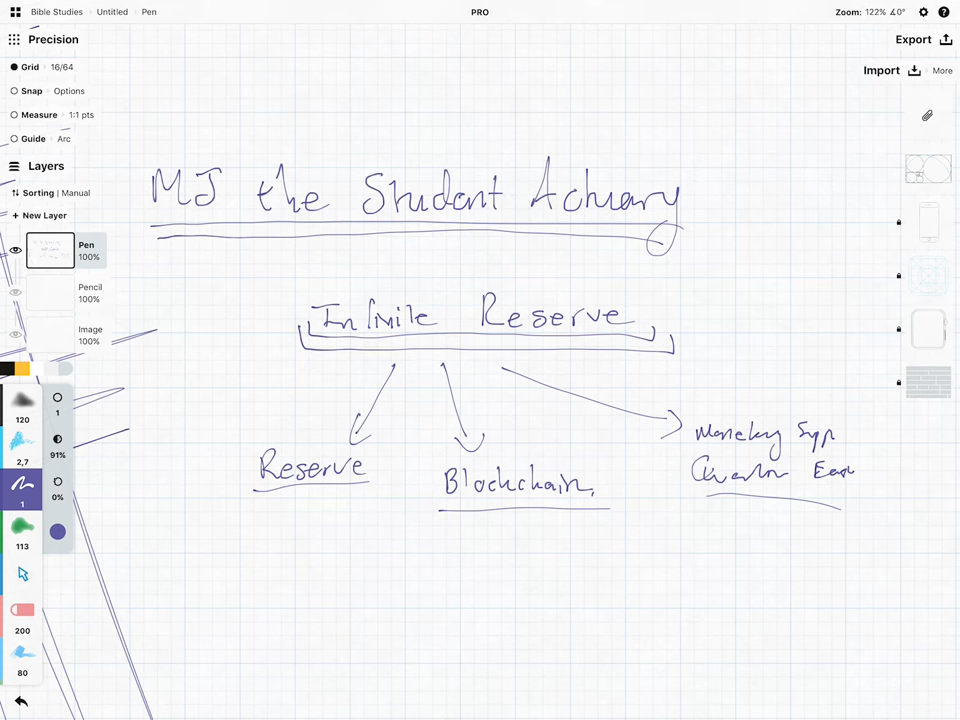 Bible Studies › Untitled › Pen
PRO
Zoom: 122% ∡0°
Precision
Export
Grid › 16/64
Import
More
Snap › Options
Measure › 1:1 pts
Guide › Arc
Layers
Sorting | Manual
+ New Layer
Pen
100%
Pencil
100%
Image
100%
120
1
91%
2,7
0%
1
113
200
80
MJ the Student Actuary
Infinite Reserve
Reserve
Blockchain.
Monetary